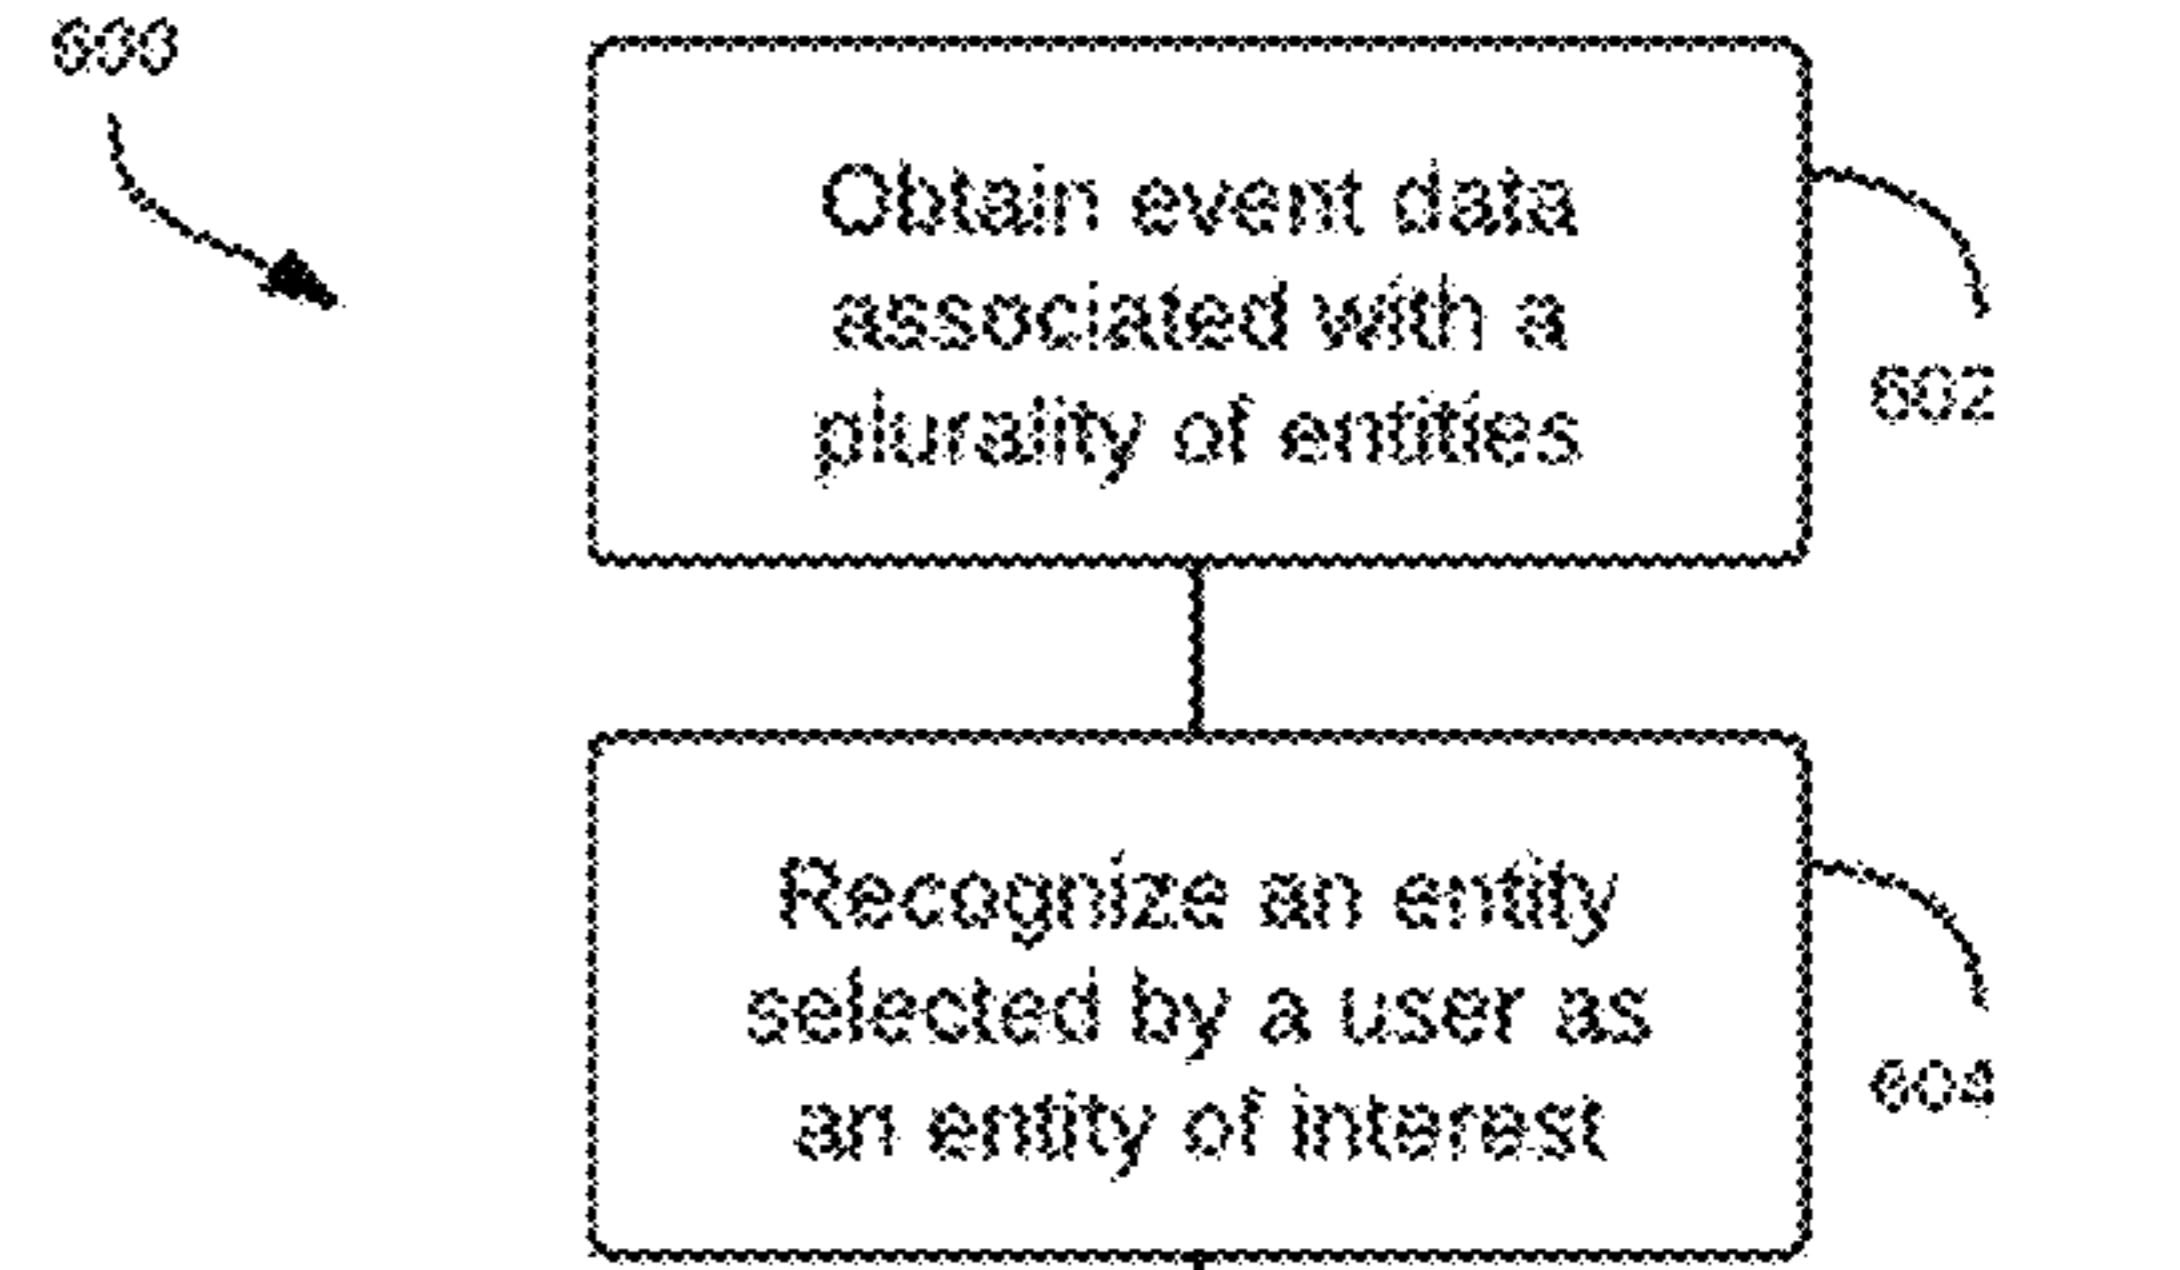 600
Obtain event data
associated with a
plurality of entities
602
Recognize an entity
selected by a user as
an entity of interest
604